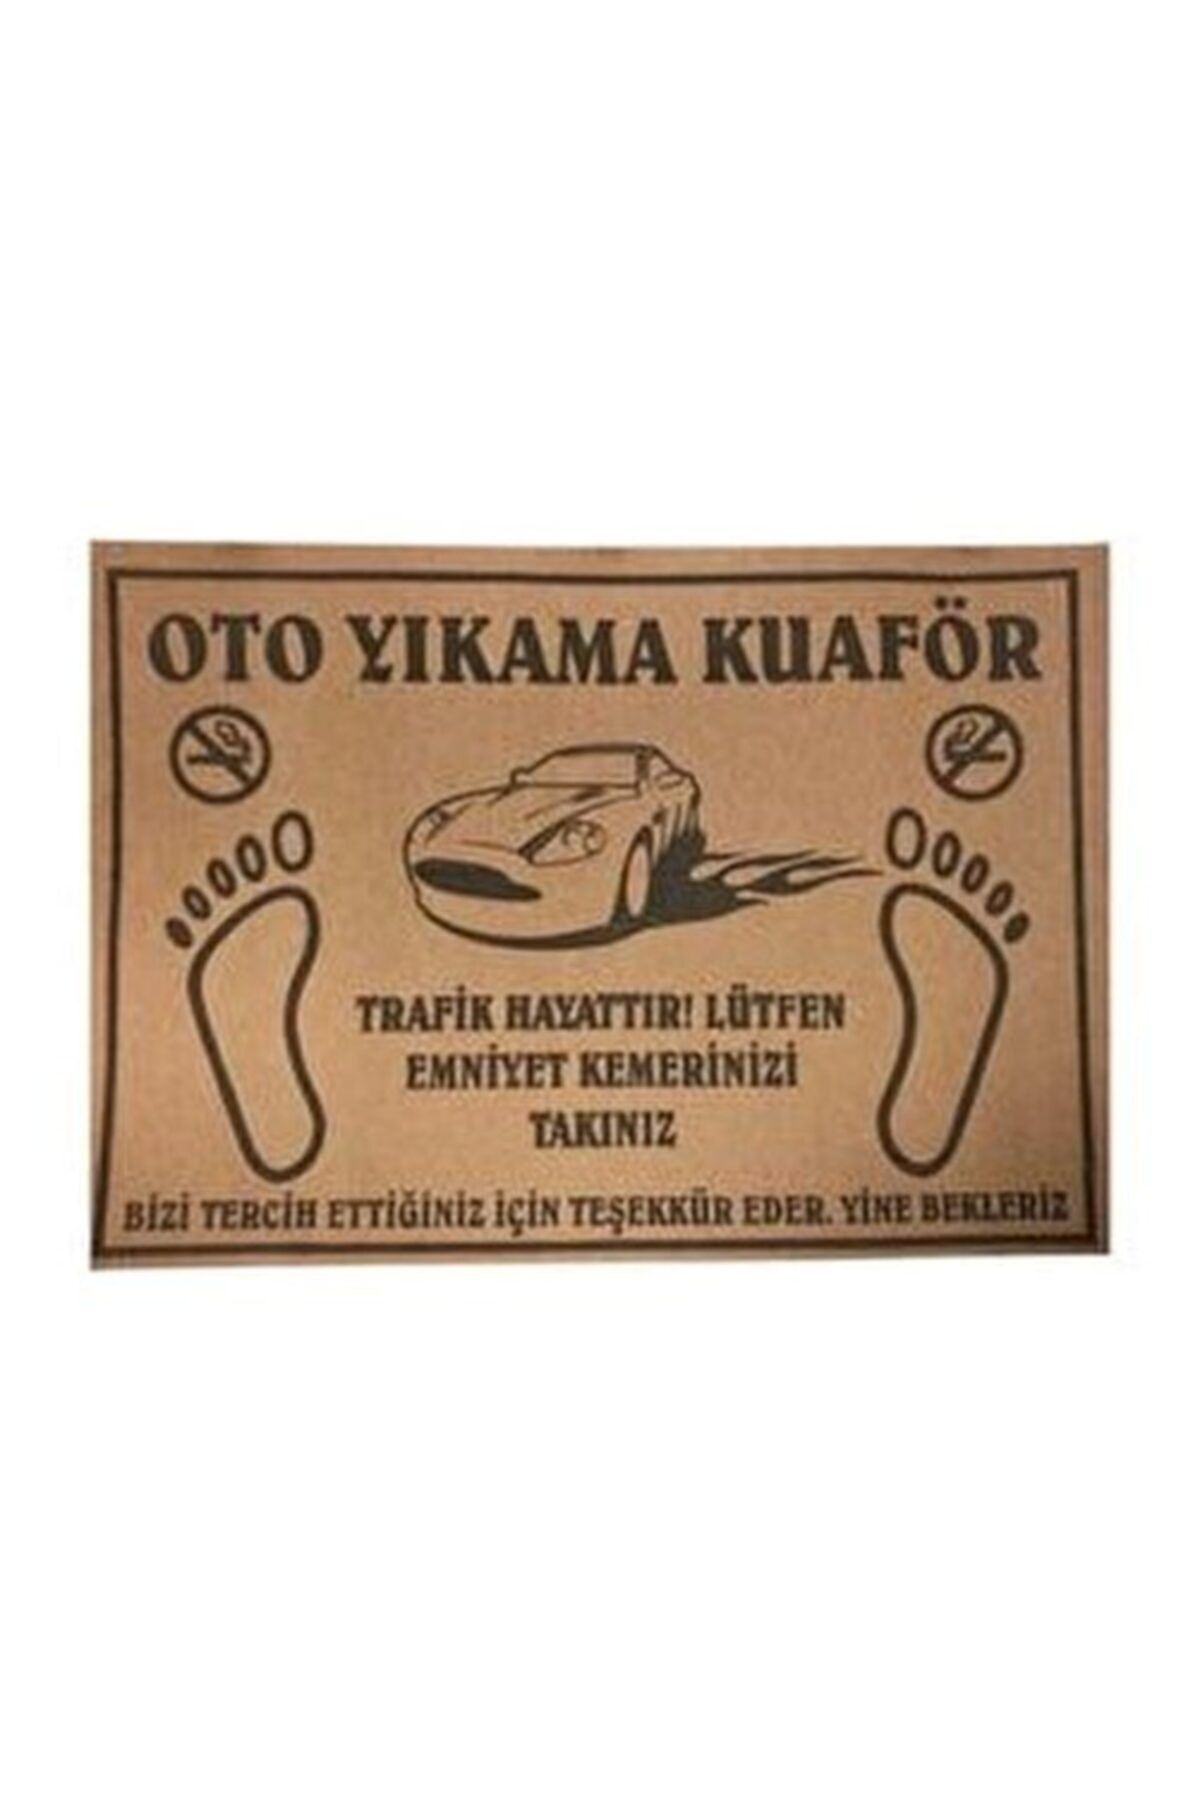 OTO YIKAMA KUAFÖR
TRAFİK HAYATTIR! LÜTFEN
EMNİYET KEMERİNİZİ
TAKINIZ
BİZİ TERCİH ETTİĞİNİZ İÇİN TEŞEKKÜR EDER. YİNE BEKLERİZ